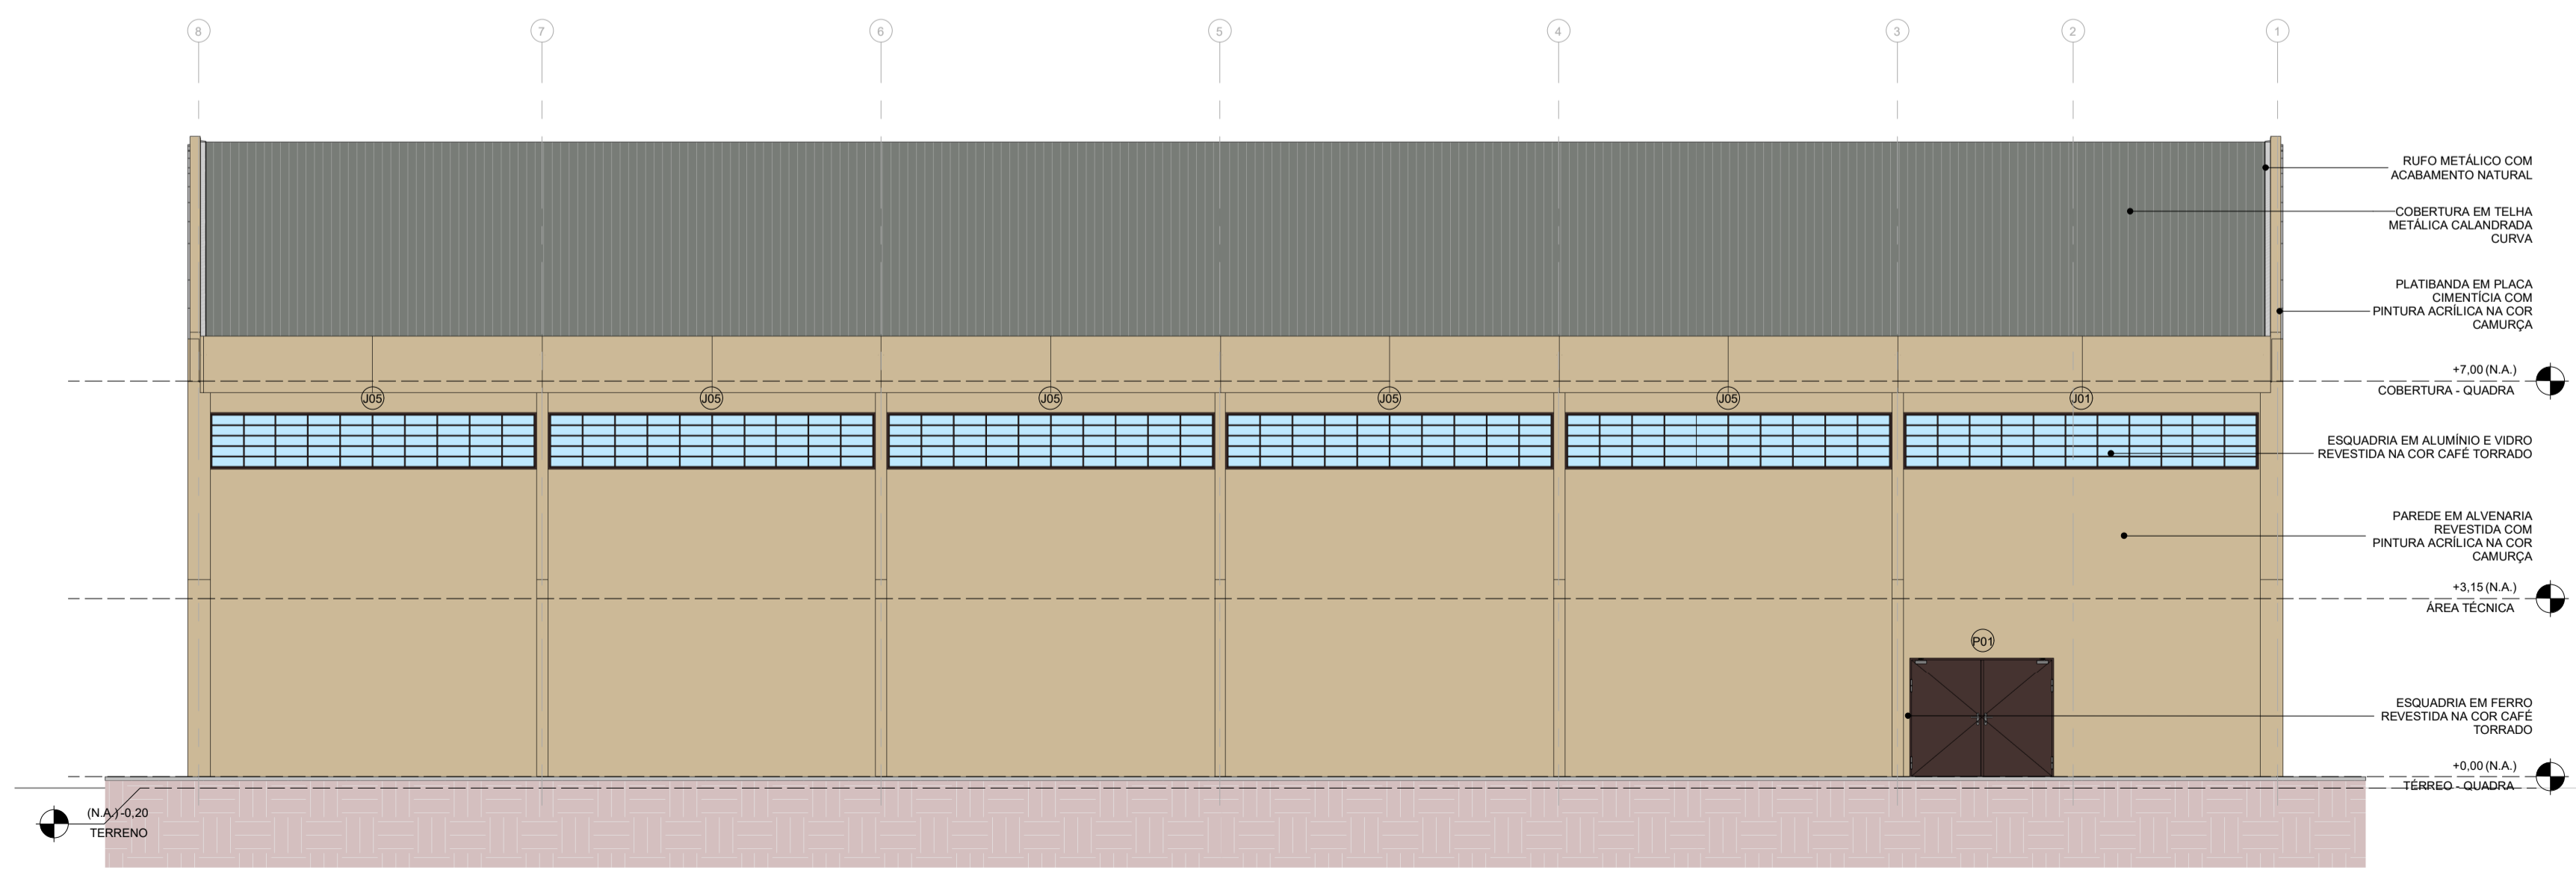 8
7
6
5
4
3
2
1
RUFO METÁLICO COM
ACABAMENTO NATURAL
COBERTURA EM TELHA
METÁLICA CALANDRADA
CURVA
PLATIBANDA EM PLACA
CIMENTÍCIA COM
PINTURA ACRÍLICA NA COR
CAMURÇA
+7,00 (N.A.)
COBERTURA - QUADRA
J05
J05
J05
J05
J05
J01
ESQUADRIA EM ALUMÍNIO E VIDRO
REVESTIDA NA COR CAFÉ TORRADO
PAREDE EM ALVENARIA
REVESTIDA COM
PINTURA ACRÍLICA NA COR
CAMURÇA
+3,15 (N.A.)
ÁREA TÉCNICA
P01
ESQUADRIA EM FERRO
REVESTIDA NA COR CAFÉ
TORRADO
+0,00 (N.A.)
TÉRREO - QUADRA
(N.A.) -0,20
TERRENO